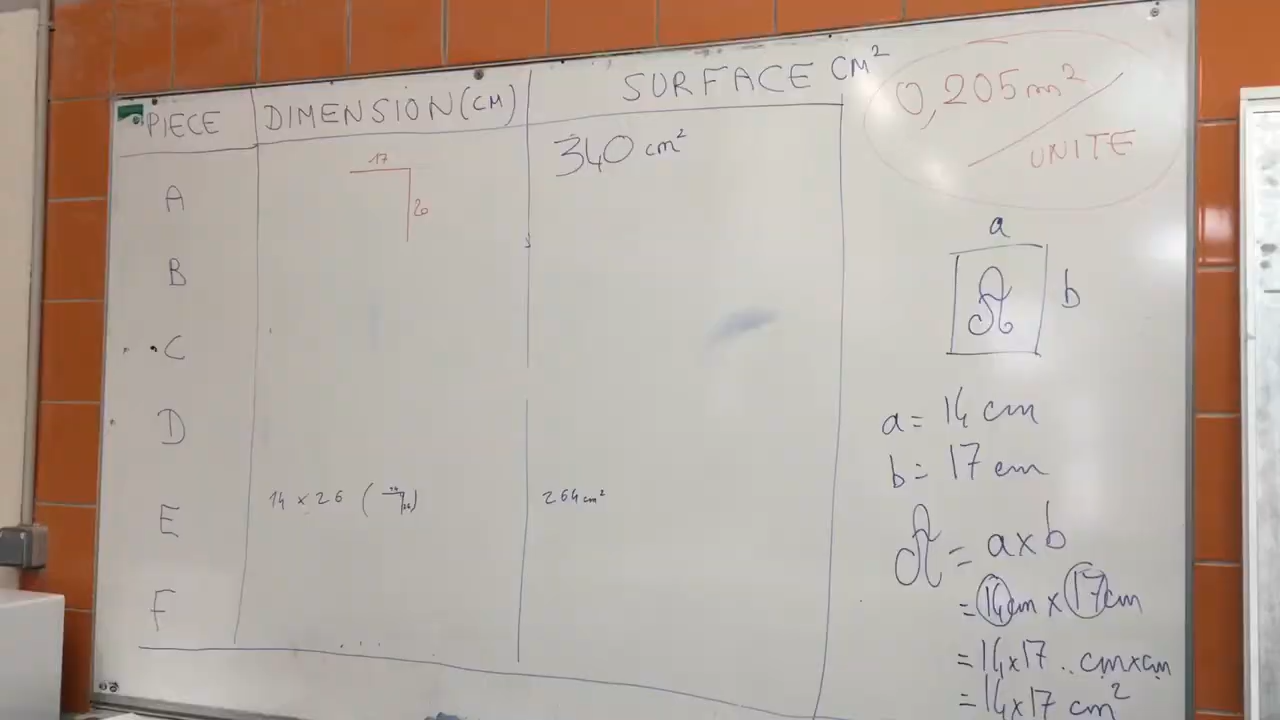 PIECE DIMENSION (CM) SURFACE CM²
A 17 20 340 cm²
B
C
D
E 14 × 26 ( 26) 264 cm²
F
...
0,205 m² / UNITE
a
b
a = 14 cm
b = 17 cm
= a x b
= 14 cm x 17 cm
= 14 x 17 .. cm x cm
= 14 x 17 cm²